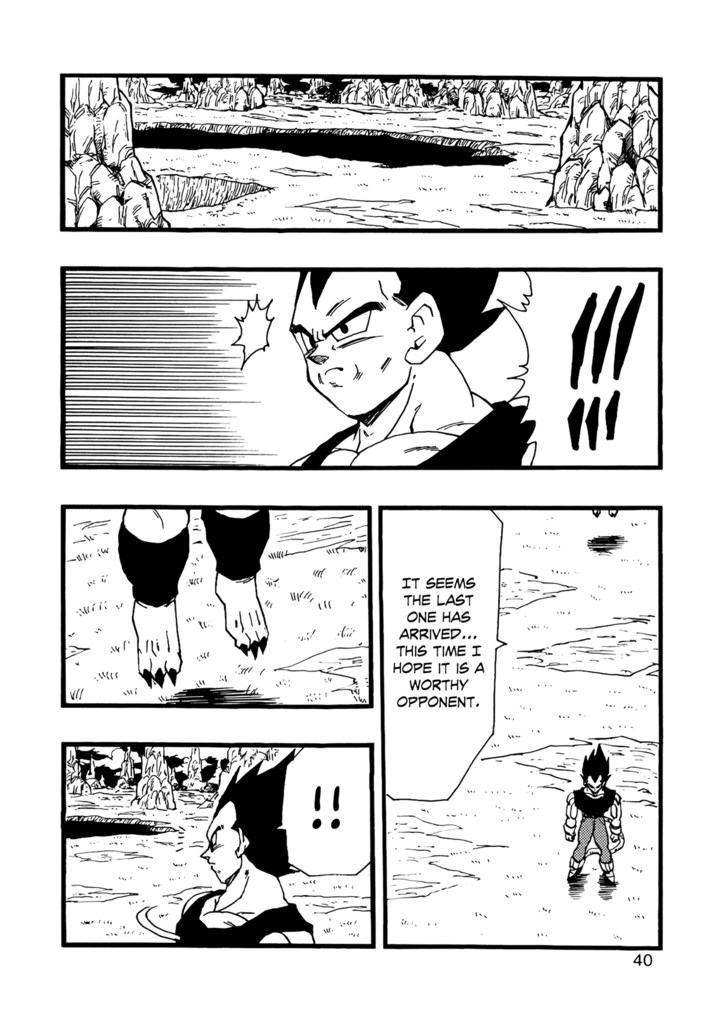 !!!
!!!
IT SEEMS
THE LAST
ONE HAS
ARRIVED...
THIS TIME I
HOPE IT IS A
WORTHY
OPPONENT.
!!
40